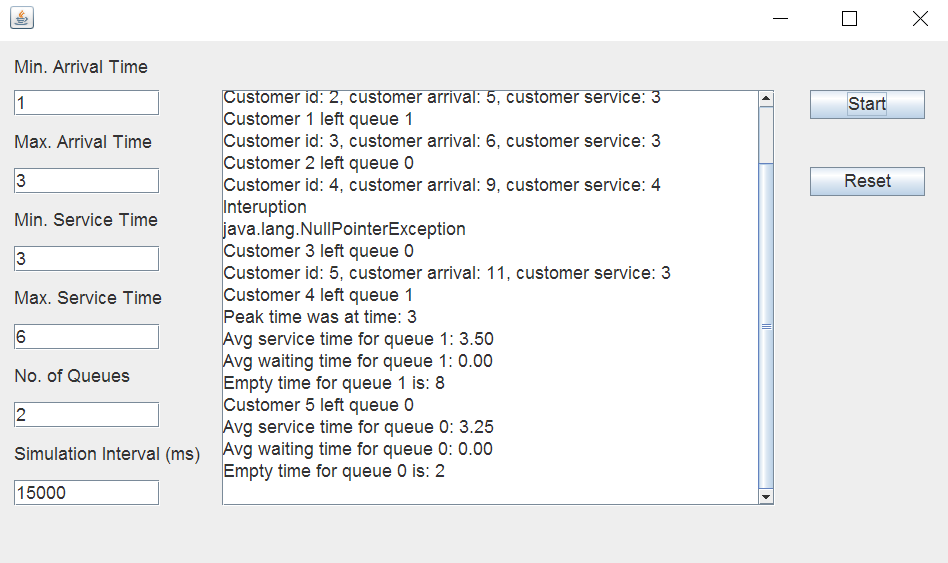 Min. Arrival Time
1
Max. Arrival Time
3
Min. Service Time
3
Max. Service Time
6
No. of Queues
2
Simulation Interval (ms)
15000
Customer id: 2, customer arrival: 5, customer service: 3
Customer 1 left queue 1
Customer id: 3, customer arrival: 6, customer service: 3
Customer 2 left queue 0
Customer id: 4, customer arrival: 9, customer service: 4
Interuption
java.lang.NullPointerException
Customer 3 left queue 0
Customer id: 5, customer arrival: 11, customer service: 3
Customer 4 left queue 1
Peak time was at time: 3
Avg service time for queue 1: 3.50
Avg waiting time for queue 1: 0.00
Empty time for queue 1 is: 8
Customer 5 left queue 0
Avg service time for queue 0: 3.25
Avg waiting time for queue 0: 0.00
Empty time for queue 0 is: 2
Start
Reset